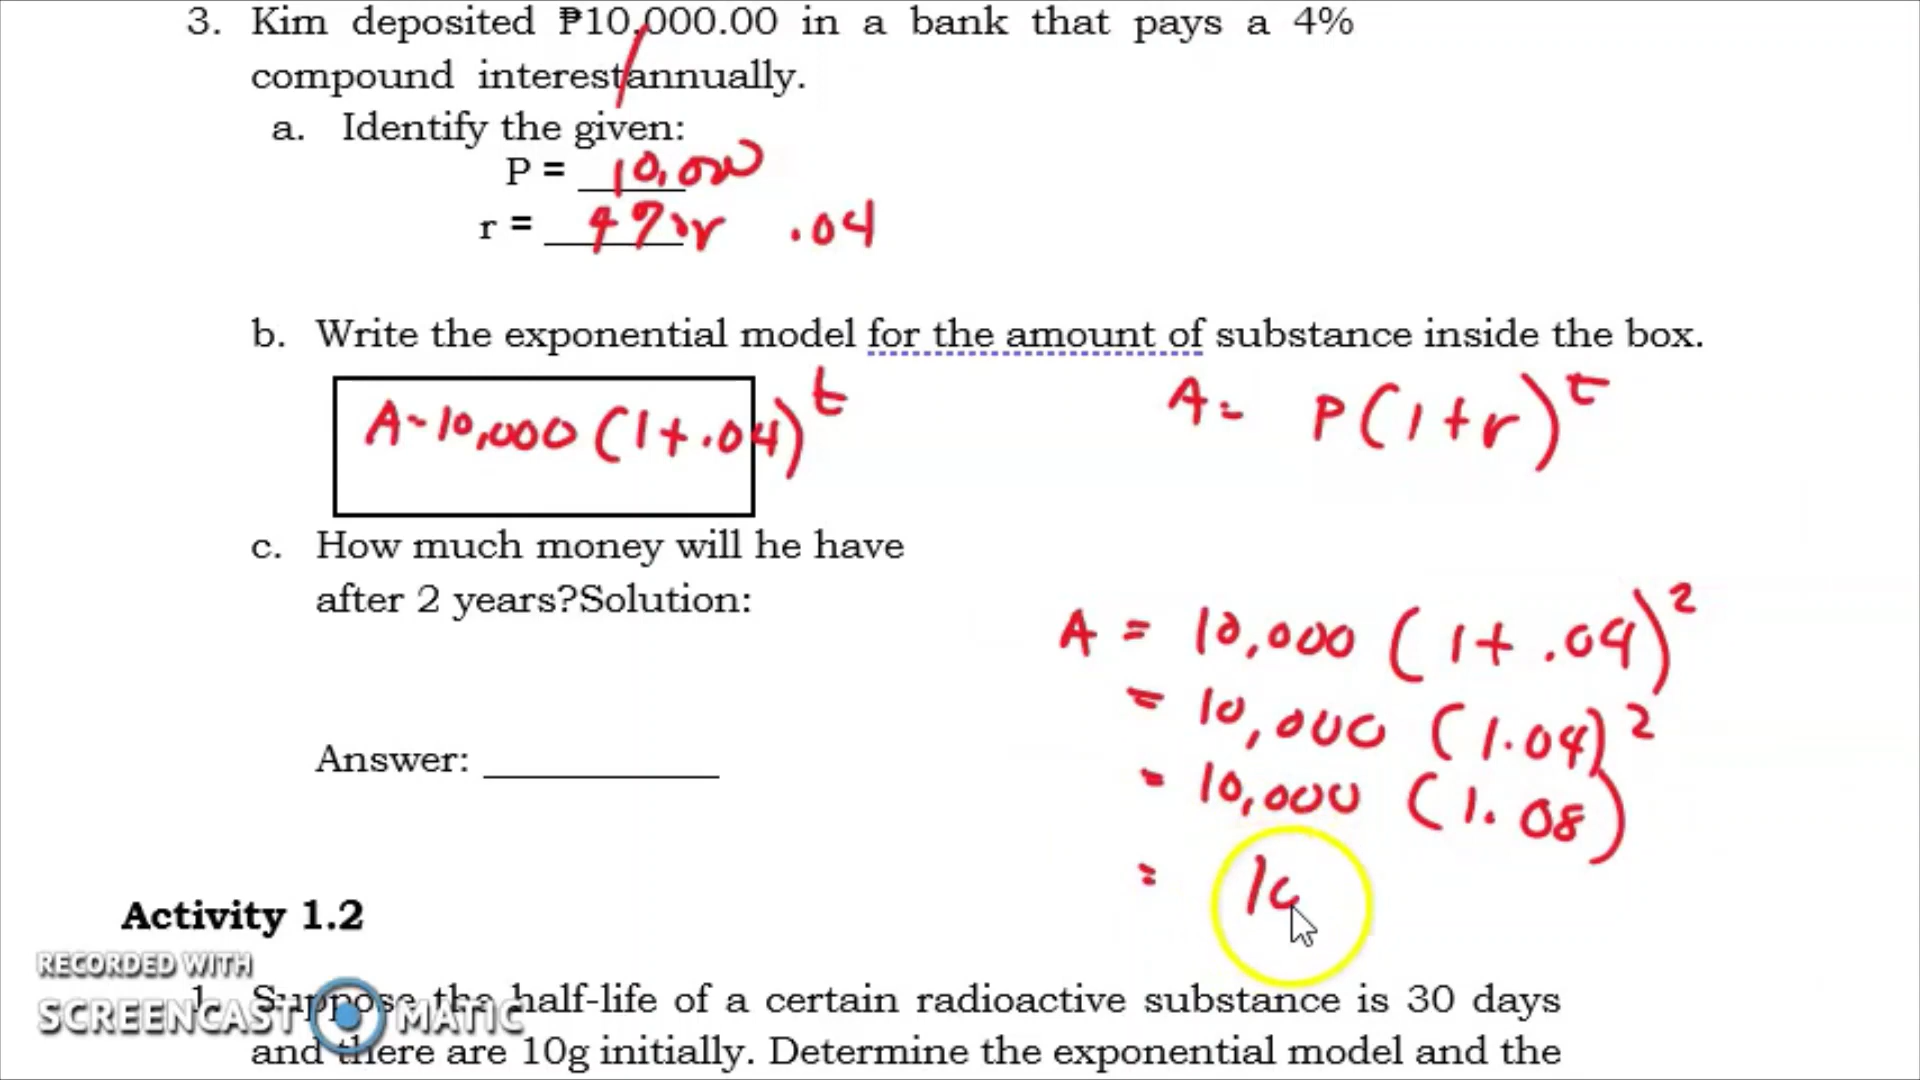 3. Kim deposited ₱10,000.00 in a bank that pays a 4%
compound interest annually.
a. Identify the given:
P = 10,000
r = 4% or .04
b. Write the exponential model for the amount of substance inside the box.
A = 10,000 (1 + .04)^t
A = P(1 + r)^t
c. How much money will he have
after 2 years?Solution:
A = 10,000 (1 + .04)^2
= 10,000 (1.04)^2
Answer: ____________
= 10,000 (1.08)
= 10
Activity 1.2
RECORDED WITH
SCREENCAST MATIC
1. Suppose the half-life of a certain radioactive substance is 30 days
and there are 10g initially. Determine the exponential model and the